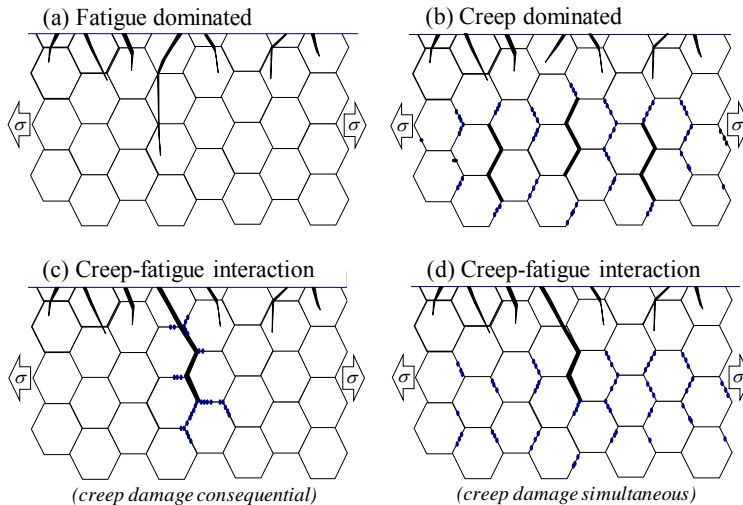 (a) Fatigue dominated
(b) Creep dominated
σ
σ
σ
σ
(c) Creep-fatigue interaction
(d) Creep-fatigue interaction
σ
σ
σ
σ
(creep damage consequential)
(creep damage simultaneous)